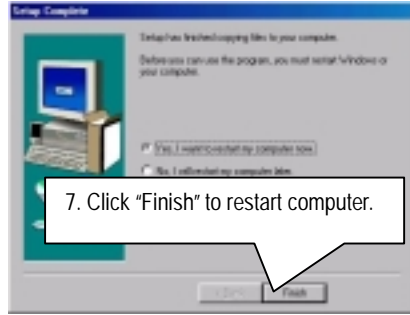 Setup Complete
Setup has finished copying files to your computer.
Before you can use the program, you must restart Windows or
your computer.
Yes, I want to restart my computer now.
No, I will restart my computer later.
7. Click “Finish” to restart computer.
< Back
Finish